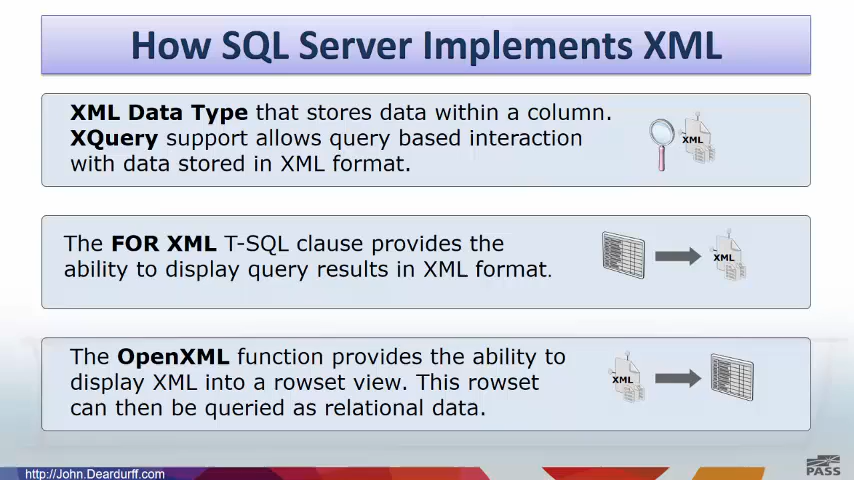 How SQL Server Implements XML
XML Data Type that stores data within a column.
XQuery support allows query based interaction
with data stored in XML format.
XML
The FOR XML T-SQL clause provides the
ability to display query results in XML format.
XML
The OpenXML function provides the ability to
display XML into a rowset view. This rowset
can then be queried as relational data.
XML
http://John.Deardurff.com
PASS